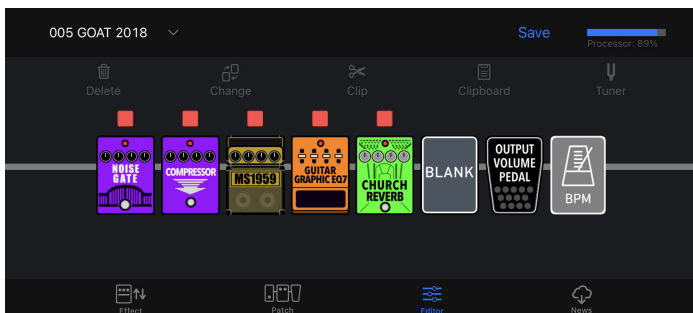 005 GOAT 2018
Save
Processor: 89%
Delete
Change
Clip
Clipboard
Tuner
NOISE
GATE
COMPRESSOR
MS1959
GUITAR
GRAPHIC EQ7
CHURCH
REVERB
BLANK
OUTPUT
VOLUME
PEDAL
BPM
Effect
Patch
Editor
News